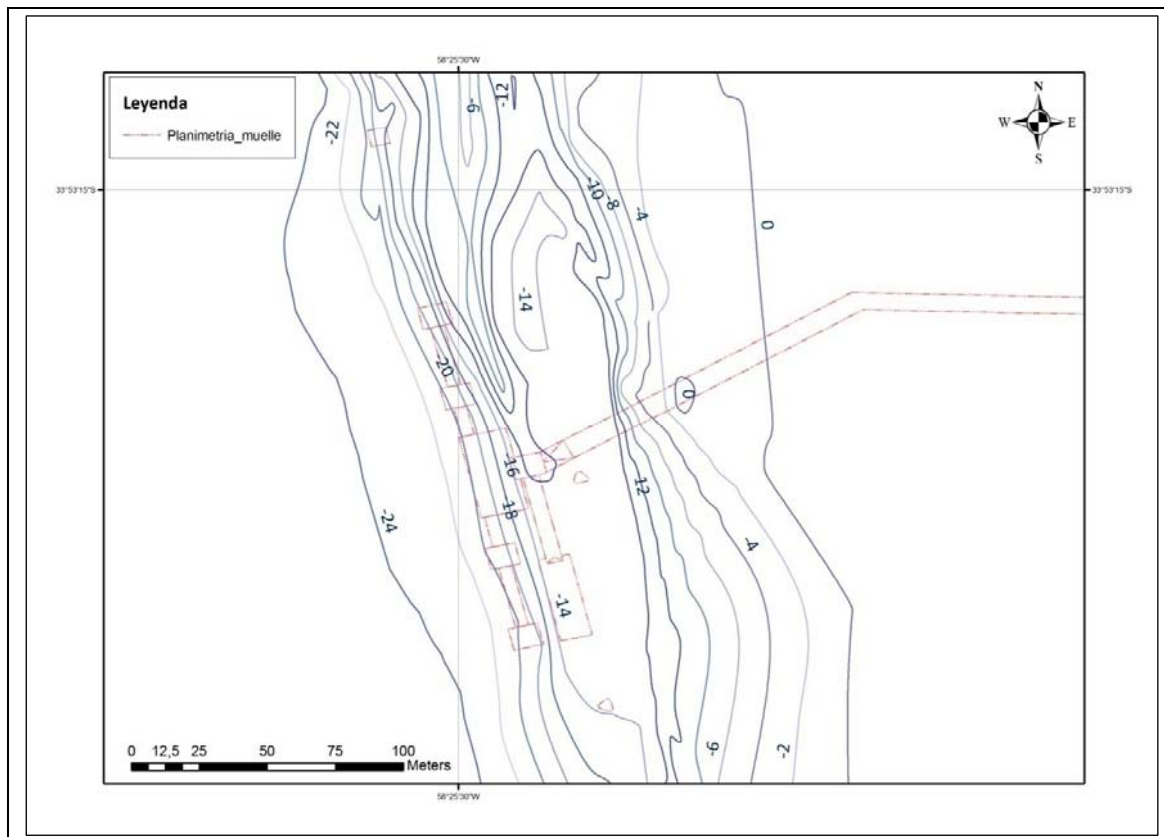 58°25'30"W
Leyenda
Planimetria_muelle
N
W E
S
33°53'15"S
33°53'15"S
-22
-6
-12
-10
-8
-4
0
-14
-20
0
-16
-18
-12
-24
-4
-14
-6
-2
0 12,5 25 50 75 100
Meters
58°25'30"W